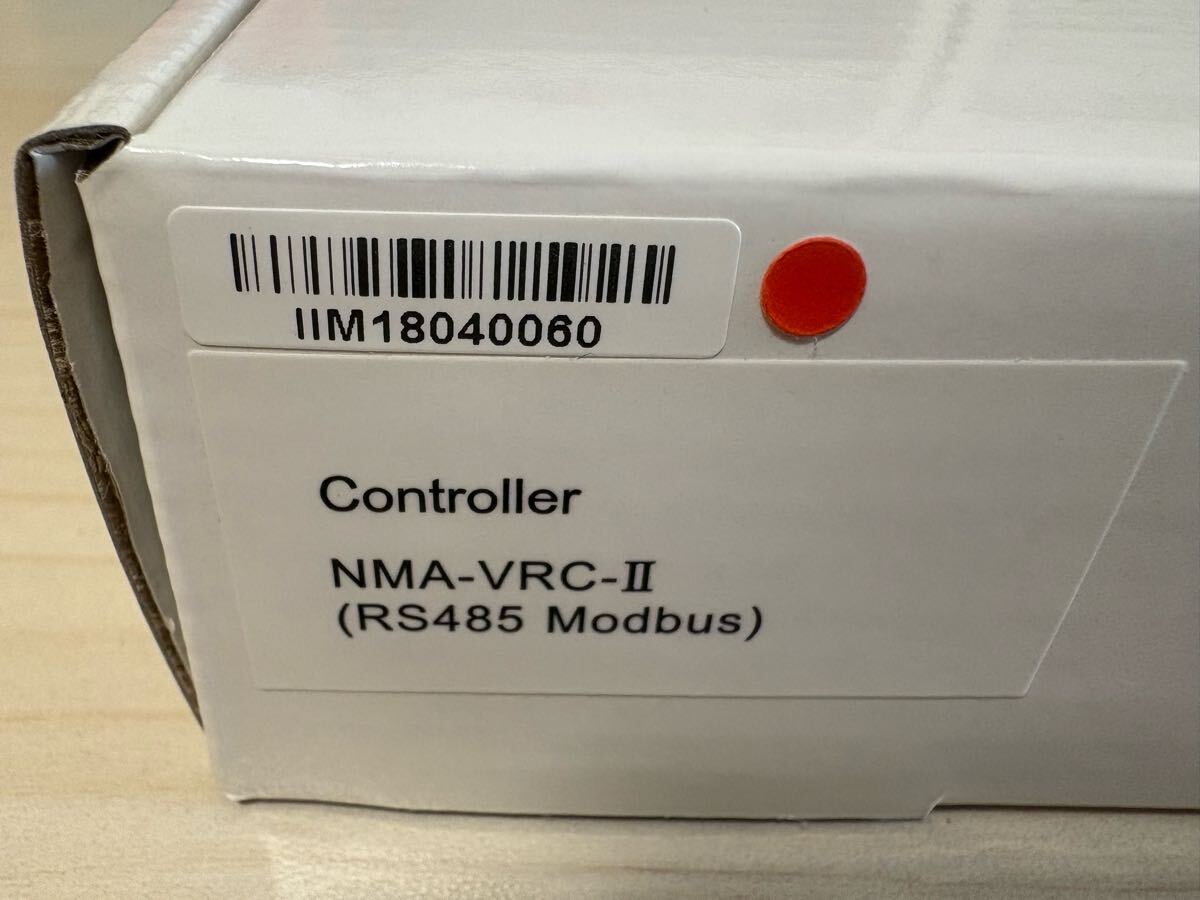 IIM18040060
Controller
NMA-VRC-Ⅱ
(RS485 Modbus)